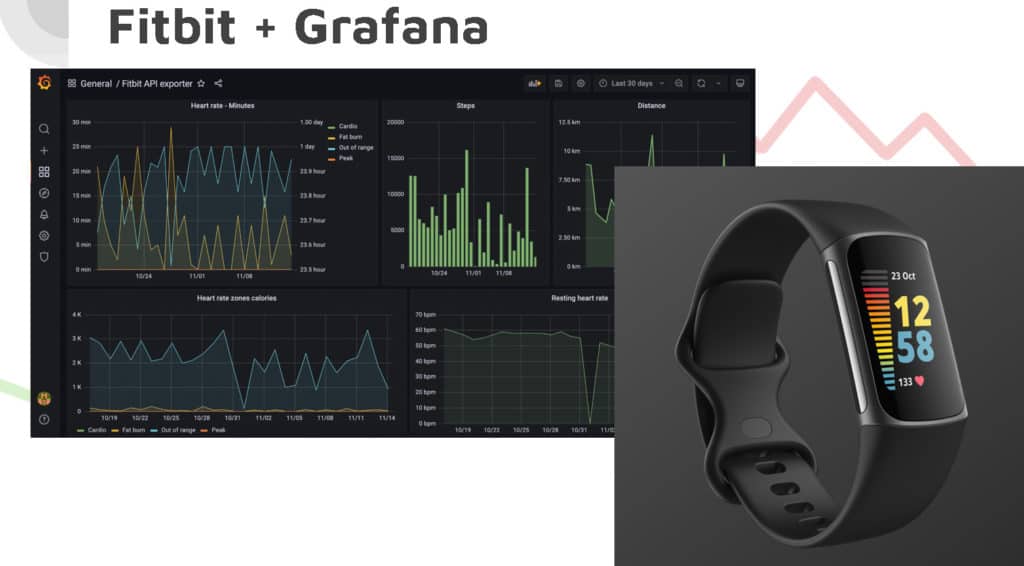 Fitbit + Grafana
General / Fitbit API exporter
Last 30 days
Heart rate - Minutes
30 min
25 min
20 min
15 min
10 min
5 min
0 min
1.00 day
1 day
23.9 hour
23.8 hour
23.7 hour
23.6 hour
23.5 hour
10/24 11/01 11/08
Cardio
Fat burn
Out of range
Peak
Steps
20000
15000
10000
5000
0
10/24 11/01 11/08
Distance
12.5 km
10 km
7.50 km
5 km
2.50 km
0 km
Heart rate zones calories
4 K
3 K
2 K
1 K
0
10/19 10/22 10/25 10/28 10/31 11/02 11/05 11/08 11/11 11/14
Cardio Fat burn Out of range Peak
Resting heart rate
70 bpm
60 bpm
50 bpm
40 bpm
30 bpm
20 bpm
10 bpm
0 bpm
10/19 10/22 10/25 10/28 10/31
23 Oct
12
58
133